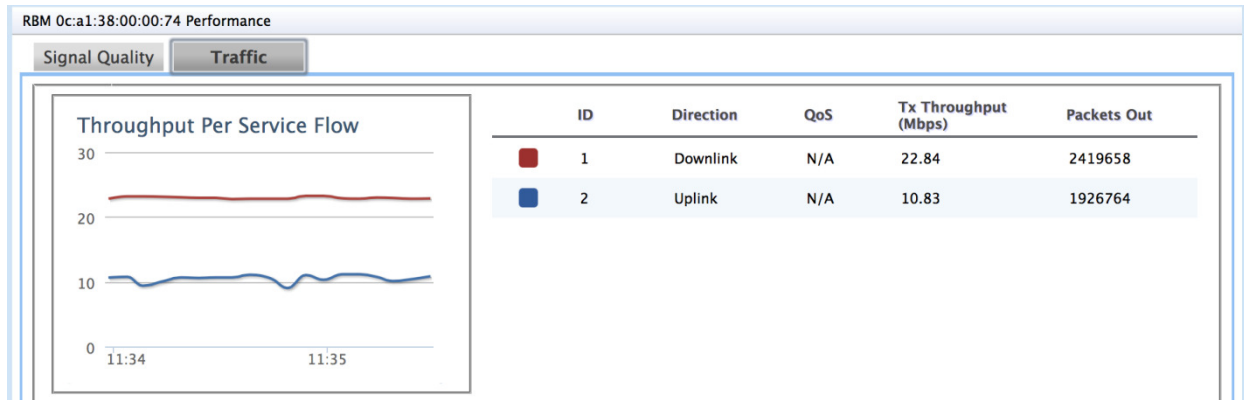 RBM 0c:a1:38:00:00:74 Performance
Signal Quality Traffic
Throughput Per Service Flow
30
20
10
0
11:34 11:35
ID Direction QoS Tx Throughput (Mbps) Packets Out
1 Downlink N/A 22.84 2419658
2 Uplink N/A 10.83 1926764